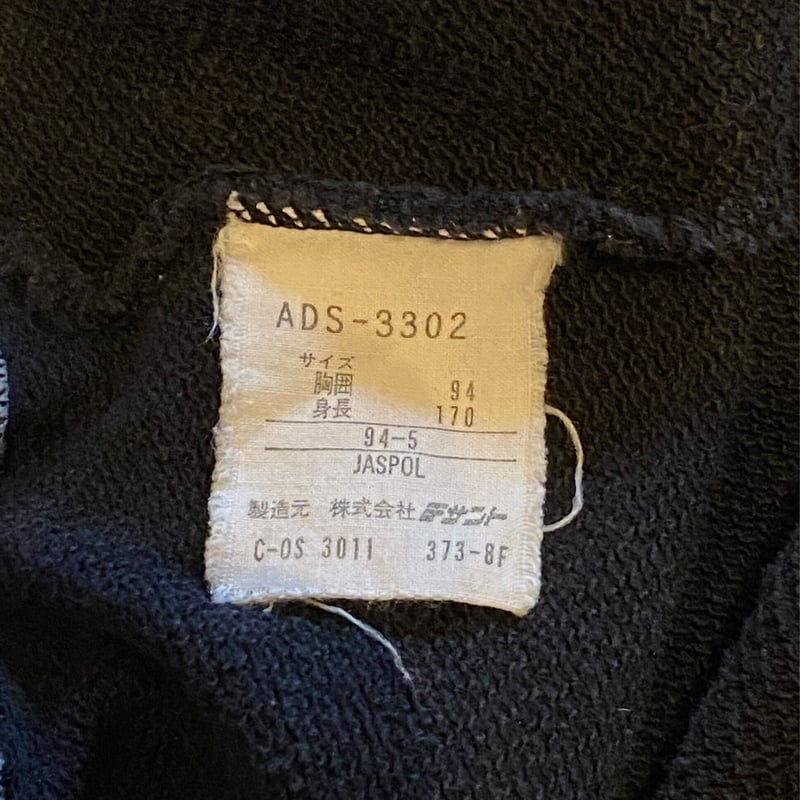 ADS-3302
サイズ
胸囲 94
身長 170
94-5
JASPOL
製造元 株式会社 デサント
C-OS 3011 373-8F